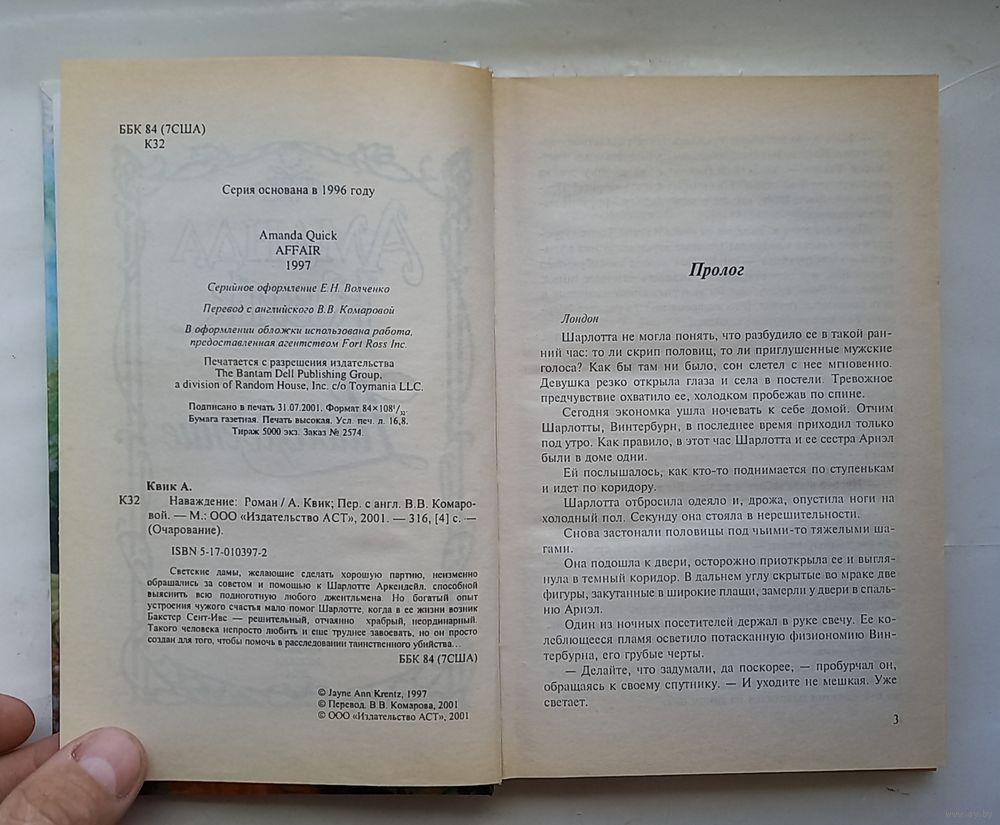 ББК 84 (7США)
К32
Серия основана в 1996 году
Amanda Quick
AFFAIR
1997
Серийное оформление Е.Н. Волченко
Перевод с английского В.В. Комаровой
В оформлении обложки использована работа,
предоставленная агентством Fort Ross Inc.
Печатается с разрешения издательства
The Bantam Dell Publishing Group,
a division of Random House, Inc. c/o Toymania LLC.
Подписано в печать 31.07.2001. Формат 84×108¹/₃₂.
Бумага газетная. Печать высокая. Усл. печ. л. 16,8.
Тираж 5000 экз. Заказ № 2574.
Квик А.
К32 Наваждение: Роман / А. Квик; Пер. с англ. В.В. Комаро-
вой. — М.: ООО «Издательство АСТ», 2001. — 316, [4] с. —
(Очарование).
ISBN 5-17-010397-2
Светские дамы, желающие сделать хорошую партию, неизменно
обращались за советом и помощью к Шарлотте Аркендейл, способной
выяснить всю подноготную любого джентльмена. Но богатый опыт
устроения чужого счастья мало помог Шарлотте, когда в ее жизни возник
Бакстер Сент-Ивс — решительный, отчаянно храбрый, неординарный.
Такого человека непросто любить и еще труднее завоевать, но он просто
создан для того, чтобы помочь в расследовании таинственного убийства...
ББК 84 (7США)
© Jayne Ann Krentz, 1997
© Перевод. В.В. Комарова, 2001
© ООО «Издательство АСТ», 2001
Пролог
Лондон
Шарлотта не могла понять, что разбудило ее в такой ран-
ний час: то ли скрип половиц, то ли приглушенные мужские
голоса? Как бы там ни было, сон слетел с нее мгновенно.
Девушка резко открыла глаза и села в постели. Тревожное
предчувствие охватило ее, холодком пробежав по спине.
Сегодня экономка ушла ночевать к себе домой. Отчим
Шарлотты, Винтербурн, в последнее время приходил только
под утро. Как правило, в этот час Шарлотта и ее сестра Ариэл
были в доме одни.
Ей послышалось, как кто-то поднимается по ступенькам
и идет по коридору.
Шарлотта отбросила одеяло и, дрожа, опустила ноги на
холодный пол. Секунду она стояла в нерешительности.
Снова застонали половицы под чьими-то тяжелыми ша-
гами.
Она подошла к двери, осторожно приоткрыла ее и выгля-
нула в темный коридор. В дальнем углу скрытые во мраке две
фигуры, закутанные в широкие плащи, замерли у двери в спаль-
ню Ариэл.
Один из ночных посетителей держал в руке свечу. Ее ко-
леблющееся пламя осветило потасканную физиономию Вин-
тербурна, его грубые черты.
— Делайте, что задумали, да поскорее, — пробурчал он,
обращаясь к своему спутнику. — И уходите не мешкая. Уже
светает.
3
www.ay.by